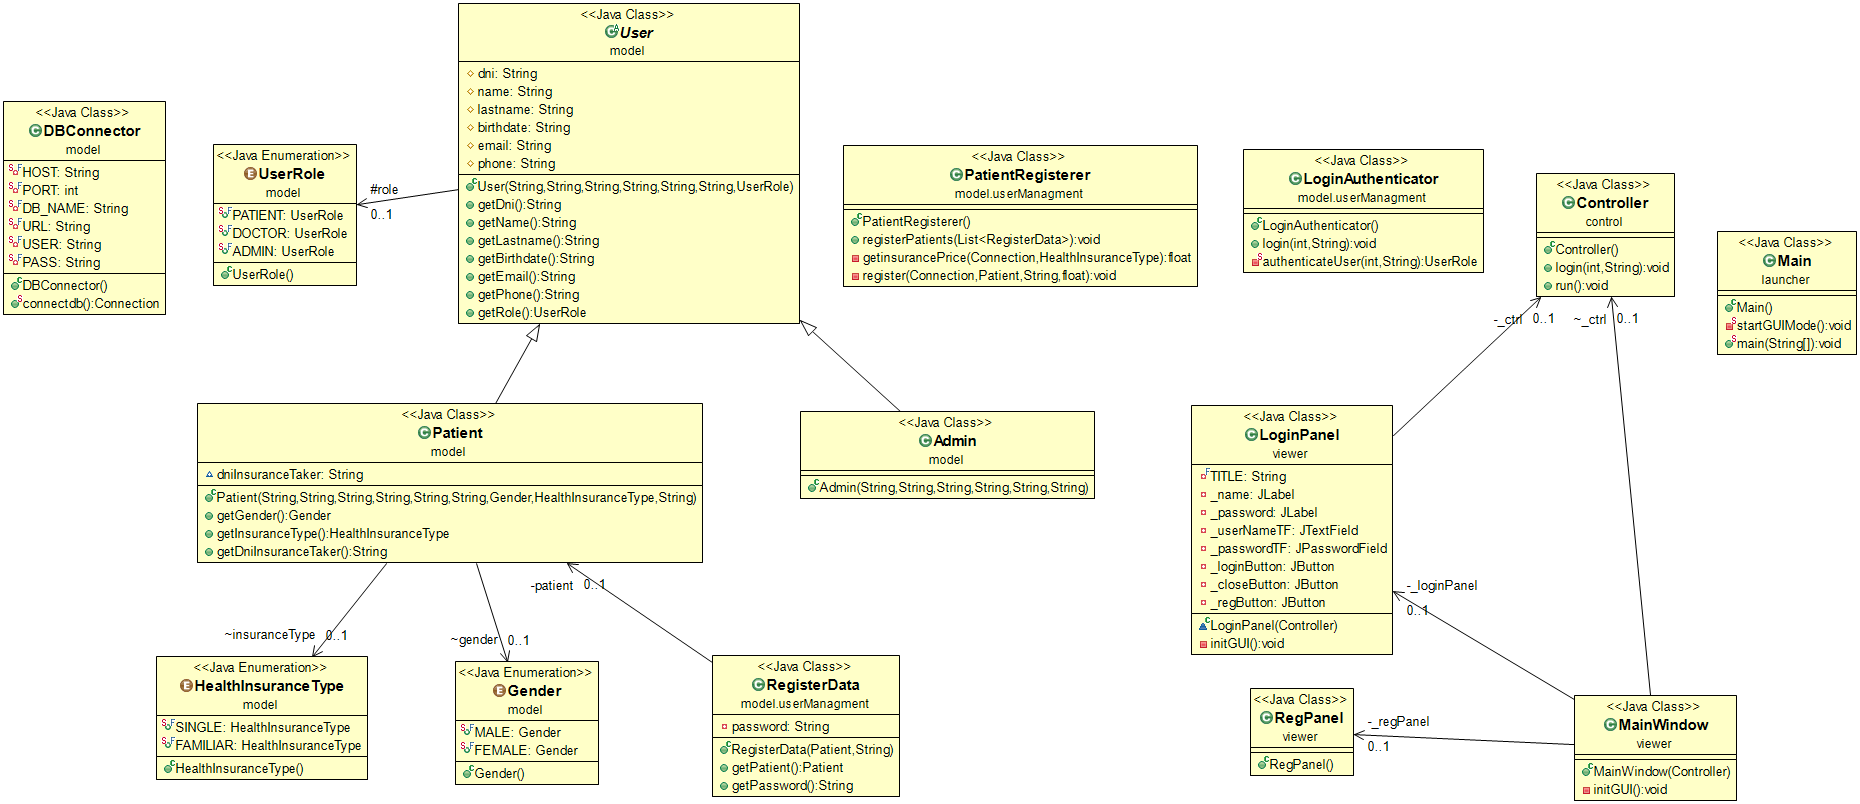 <<Java Class>>
User
model
dni: String
name: String
lastname: String
birthdate: String
email: String
phone: String
User(String,String,String,String,String,String,UserRole)
getDni():String
getName():String
getLastname():String
getBirthdate():String
getEmail():String
getPhone():String
getRole():UserRole
<<Java Class>>
DBConnector
model
HOST: String
PORT: int
DB_NAME: String
URL: String
USER: String
PASS: String
DBConnector()
connectdb():Connection
<<Java Enumeration>>
UserRole
model
PATIENT: UserRole
DOCTOR: UserRole
ADMIN: UserRole
UserRole()
#role
0..1
<<Java Class>>
PatientRegisterer
model.userManagment
PatientRegisterer()
registerPatients(List<RegisterData>):void
getinsurancePrice(Connection,HealthInsuranceType):float
register(Connection,Patient,String,float):void
<<Java Class>>
LoginAuthenticator
model.userManagment
LoginAuthenticator()
login(int,String):void
authenticateUser(int,String):UserRole
<<Java Class>>
Controller
control
Controller()
login(int,String):void
run():void
<<Java Class>>
Main
launcher
Main()
startGUIMode():void
main(String[]):void
-_ctrl 0..1
~_ctrl 0..1
<<Java Class>>
Patient
model
dniInsuranceTaker: String
Patient(String,String,String,String,String,String,Gender,HealthInsuranceType,String)
getGender():Gender
getInsuranceType():HealthInsuranceType
getDniInsuranceTaker():String
<<Java Class>>
Admin
model
Admin(String,String,String,String,String,String)
<<Java Class>>
LoginPanel
viewer
TITLE: String
_name: JLabel
_password: JLabel
_userNameTF: JTextField
_passwordTF: JPasswordField
_loginButton: JButton
_closeButton: JButton
_regButton: JButton
LoginPanel(Controller)
initGUI():void
-patient 0..1
~insuranceType 0..1
~gender 0..1
-_loginPanel
0..1
<<Java Enumeration>>
HealthInsuranceType
model
SINGLE: HealthInsuranceType
FAMILIAR: HealthInsuranceType
HealthInsuranceType()
<<Java Enumeration>>
Gender
model
MALE: Gender
FEMALE: Gender
Gender()
<<Java Class>>
RegisterData
model.userManagment
password: String
RegisterData(Patient,String)
getPatient():Patient
getPassword():String
<<Java Class>>
RegPanel
viewer
RegPanel()
-_regPanel
0..1
<<Java Class>>
MainWindow
viewer
MainWindow(Controller)
initGUI():void